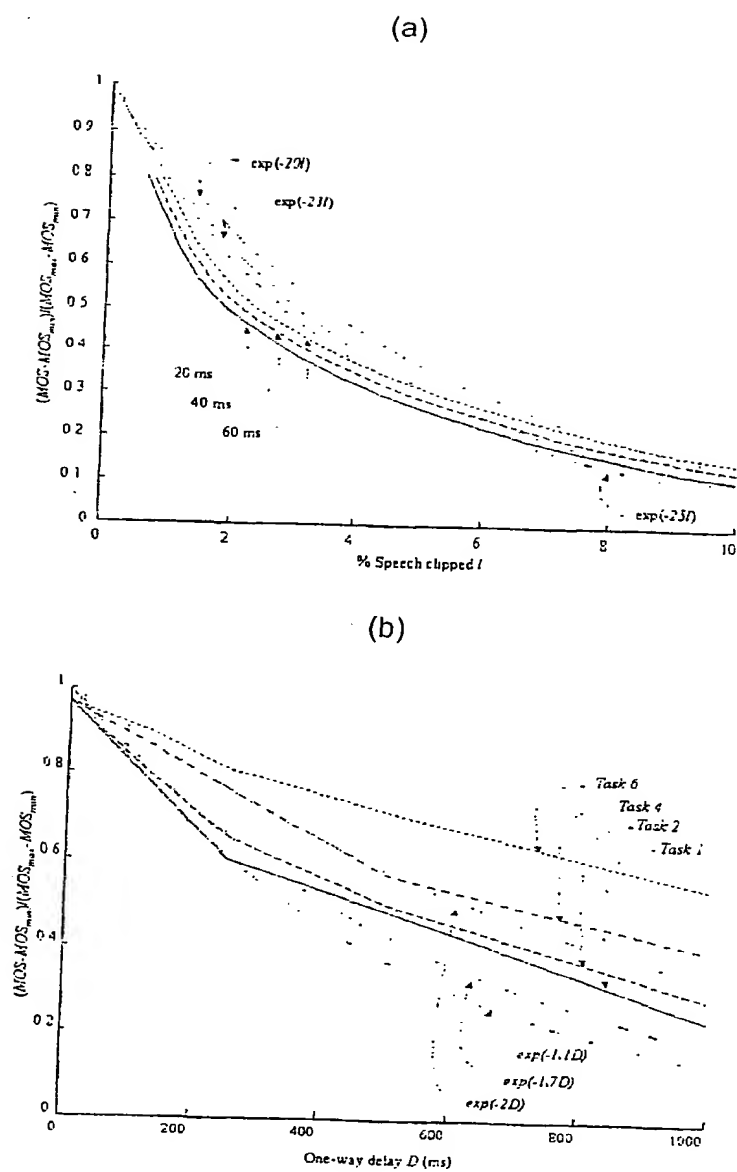 (a)
(MOS-MOSmin)/(MOSmax-MOSmin)
1
0.9
0.8
0.7
0.6
0.5
0.4
0.3
0.2
0.1
0
exp(-20l)
exp(-23l)
20 ms
40 ms
60 ms
exp(-25l)
0 2 4 6 8 10
% Speech clipped l
(b)
(MOS-MOSmin)/(MOSmax-MOSmin)
1
0.8
0.6
0.4
0.2
0
Task 6
Task 4
Task 2
Task 1
exp(-1.1D)
exp(-1.7D)
exp(-2D)
0 200 400 600 800 1000
One-way delay D (ms)